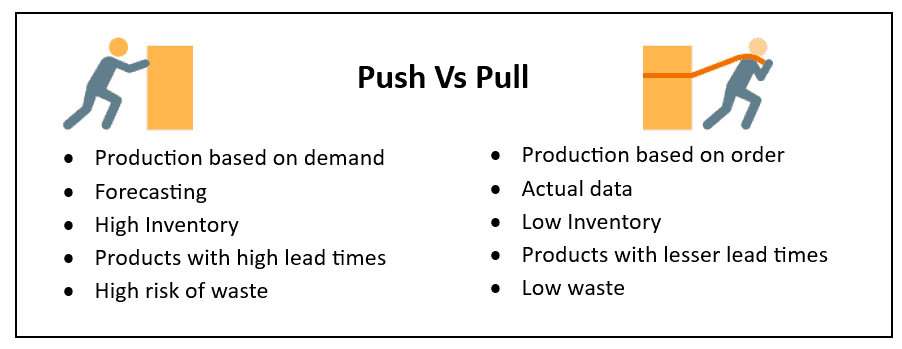 Push Vs Pull
• Production based on demand
• Forecasting
• High Inventory
• Products with high lead times
• High risk of waste
• Production based on order
• Actual data
• Low Inventory
• Products with lesser lead times
• Low waste